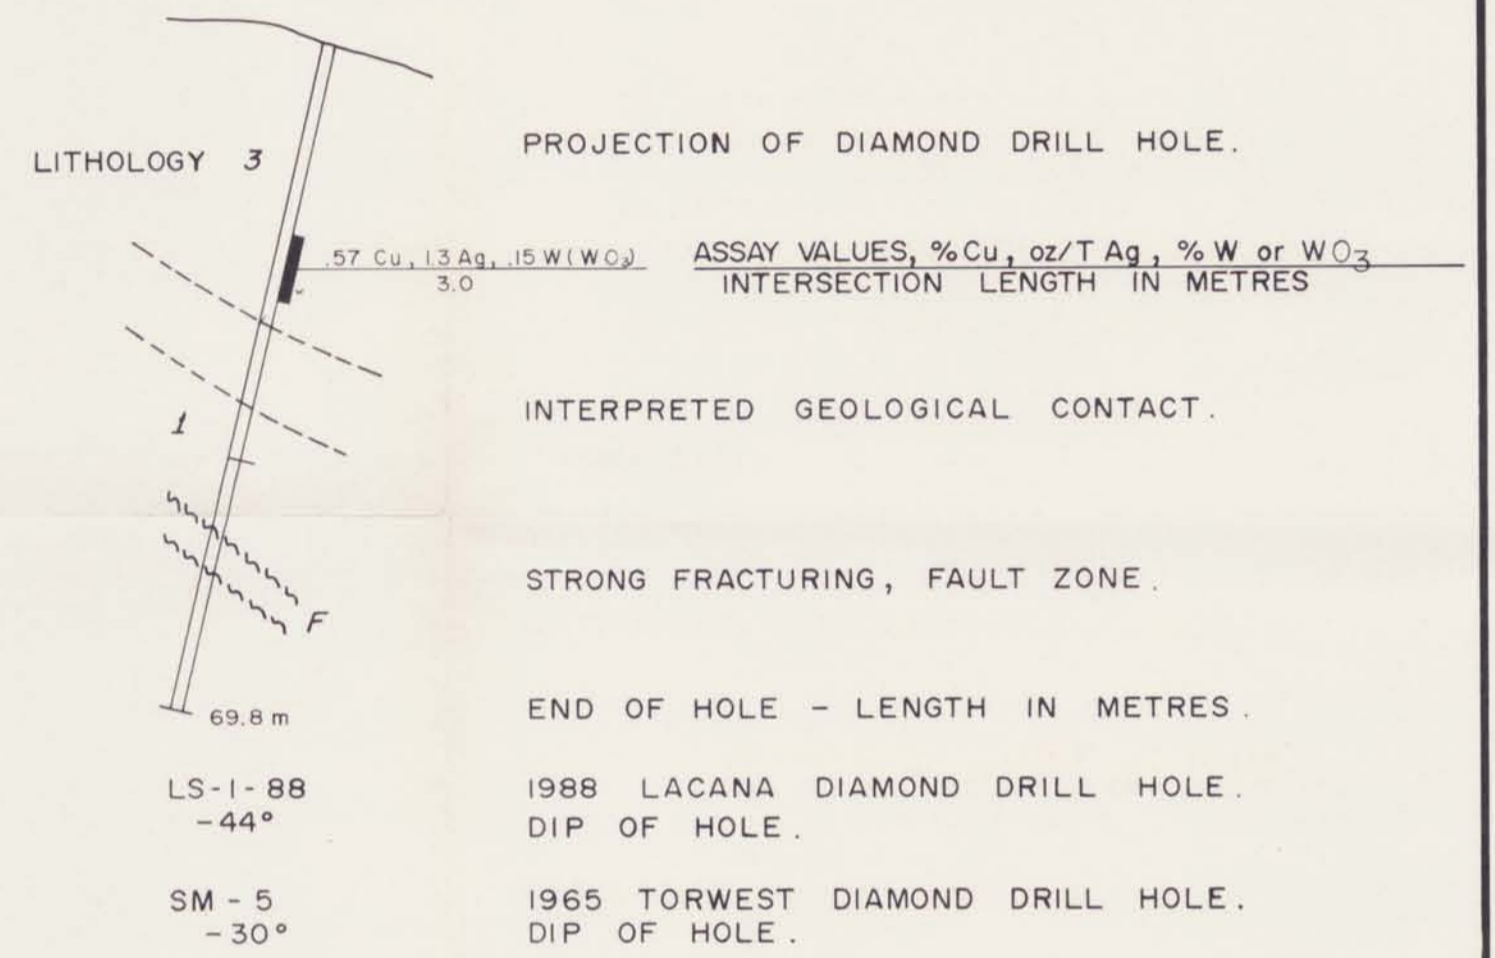 LITHOLOGY 3
PROJECTION OF DIAMOND DRILL HOLE.
.57 Cu, 1.3 Ag, .15 W (WO3)
3.0
ASSAY VALUES, % Cu, oz/T Ag, % W or WO3
INTERSECTION LENGTH IN METRES
1
INTERPRETED GEOLOGICAL CONTACT.
F
STRONG FRACTURING, FAULT ZONE.
69.8 m
END OF HOLE - LENGTH IN METRES.
LS-1-88
1988 LACANA DIAMOND DRILL HOLE.
-44°
DIP OF HOLE.
SM-5
1965 TORWEST DIAMOND DRILL HOLE.
-30°
DIP OF HOLE.